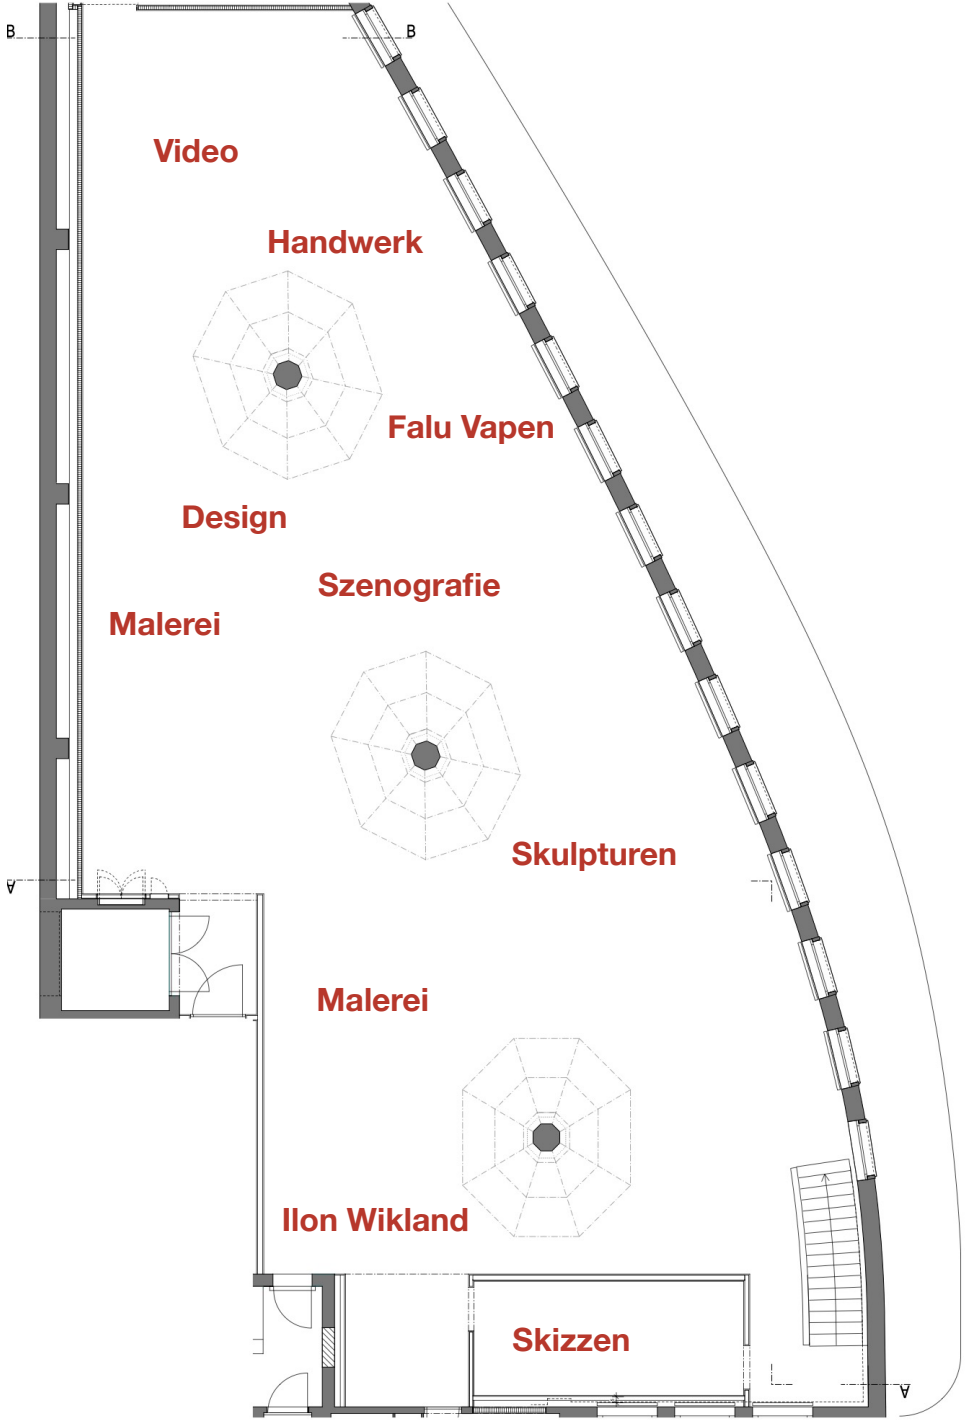 B
B
Video
Handwerk
Falu Vapen
Design
Szenografie
Malerei
Skulpturen
A
Malerei
Ilon Wikland
Skizzen
A